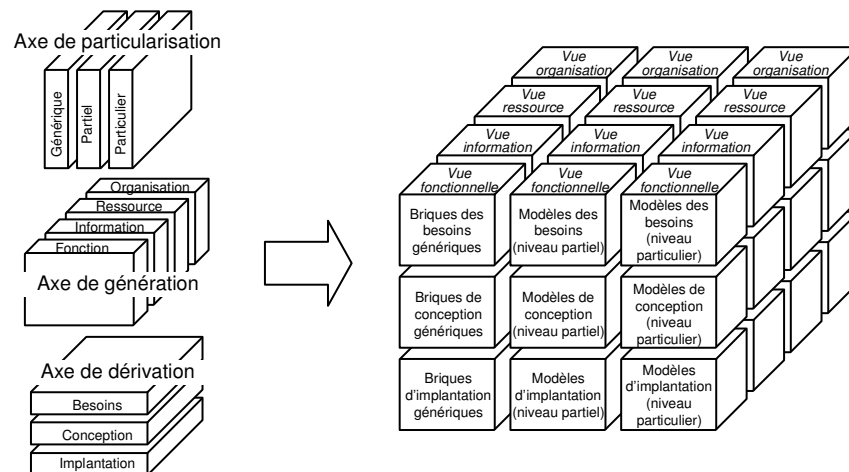 Axe de particularisation
Générique
Partiel
Particulier
Organisation
Ressource
Information
Fonction
Axe de génération
Axe de dérivation
Besoins
Conception
Implantation
Vue
organisation
Vue
organisation
Vue
organisation
Vue
ressource
Vue
ressource
Vue
ressource
Vue
information
Vue
information
Vue
information
Vue
fonctionnelle
Vue
fonctionnelle
Vue
fonctionnelle
Briques des
besoins
génériques
Modèles des
besoins
(niveau partiel)
Modèles des
besoins
(niveau
particulier)
Briques de
conception
génériques
Modèles de
conception
(niveau partiel)
Modèles de
conception
(niveau
particulier)
Briques
d'implantation
génériques
Modèles
d'implantation
(niveau partiel)
Modèles
d'implantation
(niveau
particulier)